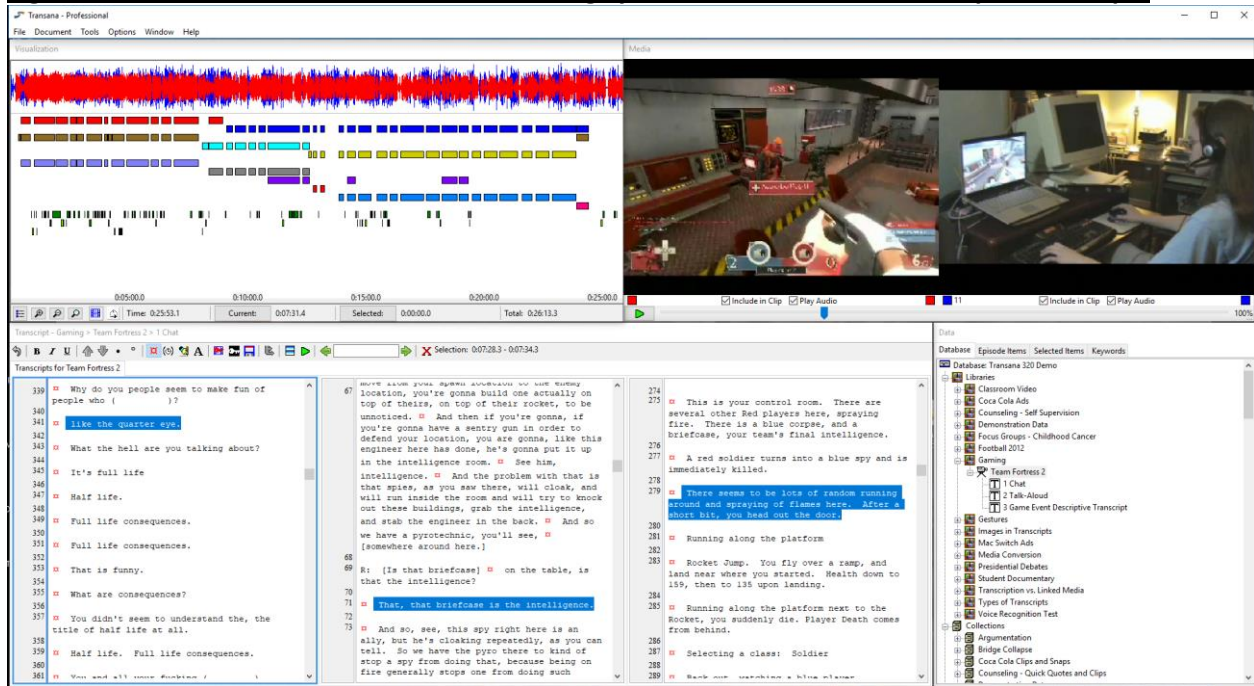 Transana - Professional
File Document Tools Options Window Help
Visualization
Media
0:05:00.0 0:10:00.0 0:15:00.0 0:20:00.0 0:25:00.0
Time: 0:25:53.1 Current: 0:07:31.4 Selected: 0:00:00.0 Total: 0:26:13.3
Include in Clip Play Audio
11 Include in Clip Play Audio
100%
Transcript - Gaming > Team Fortress 2 > 1 Chat
B I U A Selection: 0:07:28.3 - 0:07:34.3
Transcripts for Team Fortress 2
339 Why do you people seem to make fun of
people who ( )?
340
341 like the quarter eye.
342
343 What the hell are you talking about?
344
345 It's full life
346
347 Half life.
348
349 Full life consequences.
350
351 Full life consequences.
352
353 That is funny.
354
355 What are consequences?
356
357 You didn't seem to understand the, the
title of half life at all.
358
359 Half life. Full life consequences.
360
361 You and all your fucking ( )
move from your spawn location to the enemy
67 location, you're gonna build one actually on
top of theirs, on top of their rocket, to be
unnoticed. And then if you're gonna, if
you're gonna have a sentry gun in order to
defend your location, you are gonna, like this
engineer here has done, he's gonna put it up
in the intelligence room. See him,
intelligence. And the problem with that is
that spies, as you saw there, will cloak, and
will run inside the room and will try to knock
out these buildings, grab the intelligence,
and stab the engineer in the back. And so
we have a pyrotechnic, you'll see,
[somewhere around here.]
68
69 R: [Is that briefcase] on the table, is
that the intelligence?
70
71 That, that briefcase is the intelligence.
72
73 And so, see, this spy right here is an
ally, but he's cloaking repeatedly, as you can
tell. So we have the pyro there to kind of
stop a spy from doing that, because being on
fire generally stops one from doing such
274
275 This is your control room. There are
several other Red players here, spraying
fire. There is a blue corpse, and a
briefcase, your team's final intelligence.
276
277 A red soldier turns into a blue spy and is
immediately killed.
278
279 There seems to be lots of random running
around and spraying of flames here. After a
short bit, you head out the door.
280
281 Running along the platform
282
283 Rocket Jump. You fly over a ramp, and
land near where you started. Health down to
159, then to 135 upon landing.
284
285 Running along the platform next to the
Rocket, you suddenly die. Player Death comes
from behind.
286
287 Selecting a class: Soldier
288
289 Back out, watching a blue player
Data
Database Episode Items Selected Items Keywords
Database: Transana 320 Demo
Libraries
Classroom Video
Coca Cola Ads
Counseling - Self Supervision
Demonstration Data
Focus Groups - Childhood Cancer
Football 2012
Gaming
Team Fortress 2
1 Chat
2 Talk-Aloud
3 Game Event Descriptive Transcript
Gestures
Images in Transcripts
Mac Switch Ads
Media Conversion
Presidential Debates
Student Documentary
Transcription vs. Linked Media
Types of Transcripts
Voice Recognition Test
Collections
Argumentation
Bridge Collapse
Coca Cola Clips and Snaps
Counseling - Quick Quotes and Clips